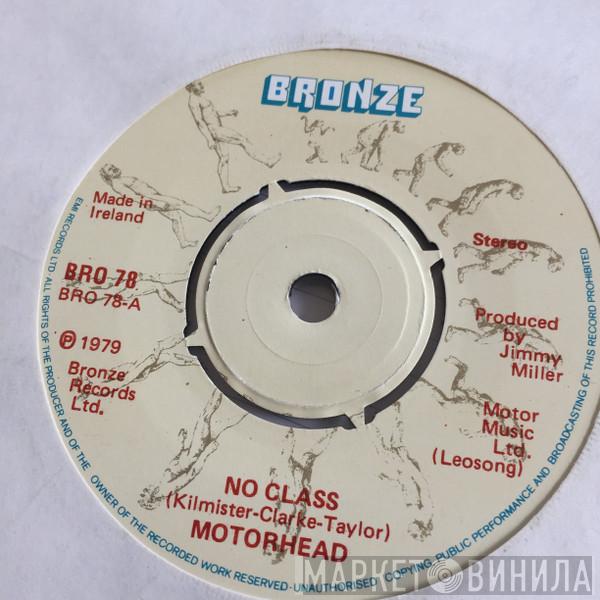 BRONZE
Made in
Ireland
Stereo
BRO 78
BRO 78-A
Ⓟ 1979
Bronze
Records
Ltd.
Produced
by
Jimmy
Miller
Motor
Music
Ltd.
(Leosong)
NO CLASS
(Kilmister-Clarke-Taylor)
MOTORHEAD
EMI RECORDS LTD. ALL RIGHTS OF THE PRODUCER AND OF THE OWNER OF THE RECORDED WORK RESERVED · UNAUTHORISED COPYING, PUBLIC PERFORMANCE AND BROADCASTING OF THIS RECORD PROHIBITED
МАРКЕТ ВИНИЛА